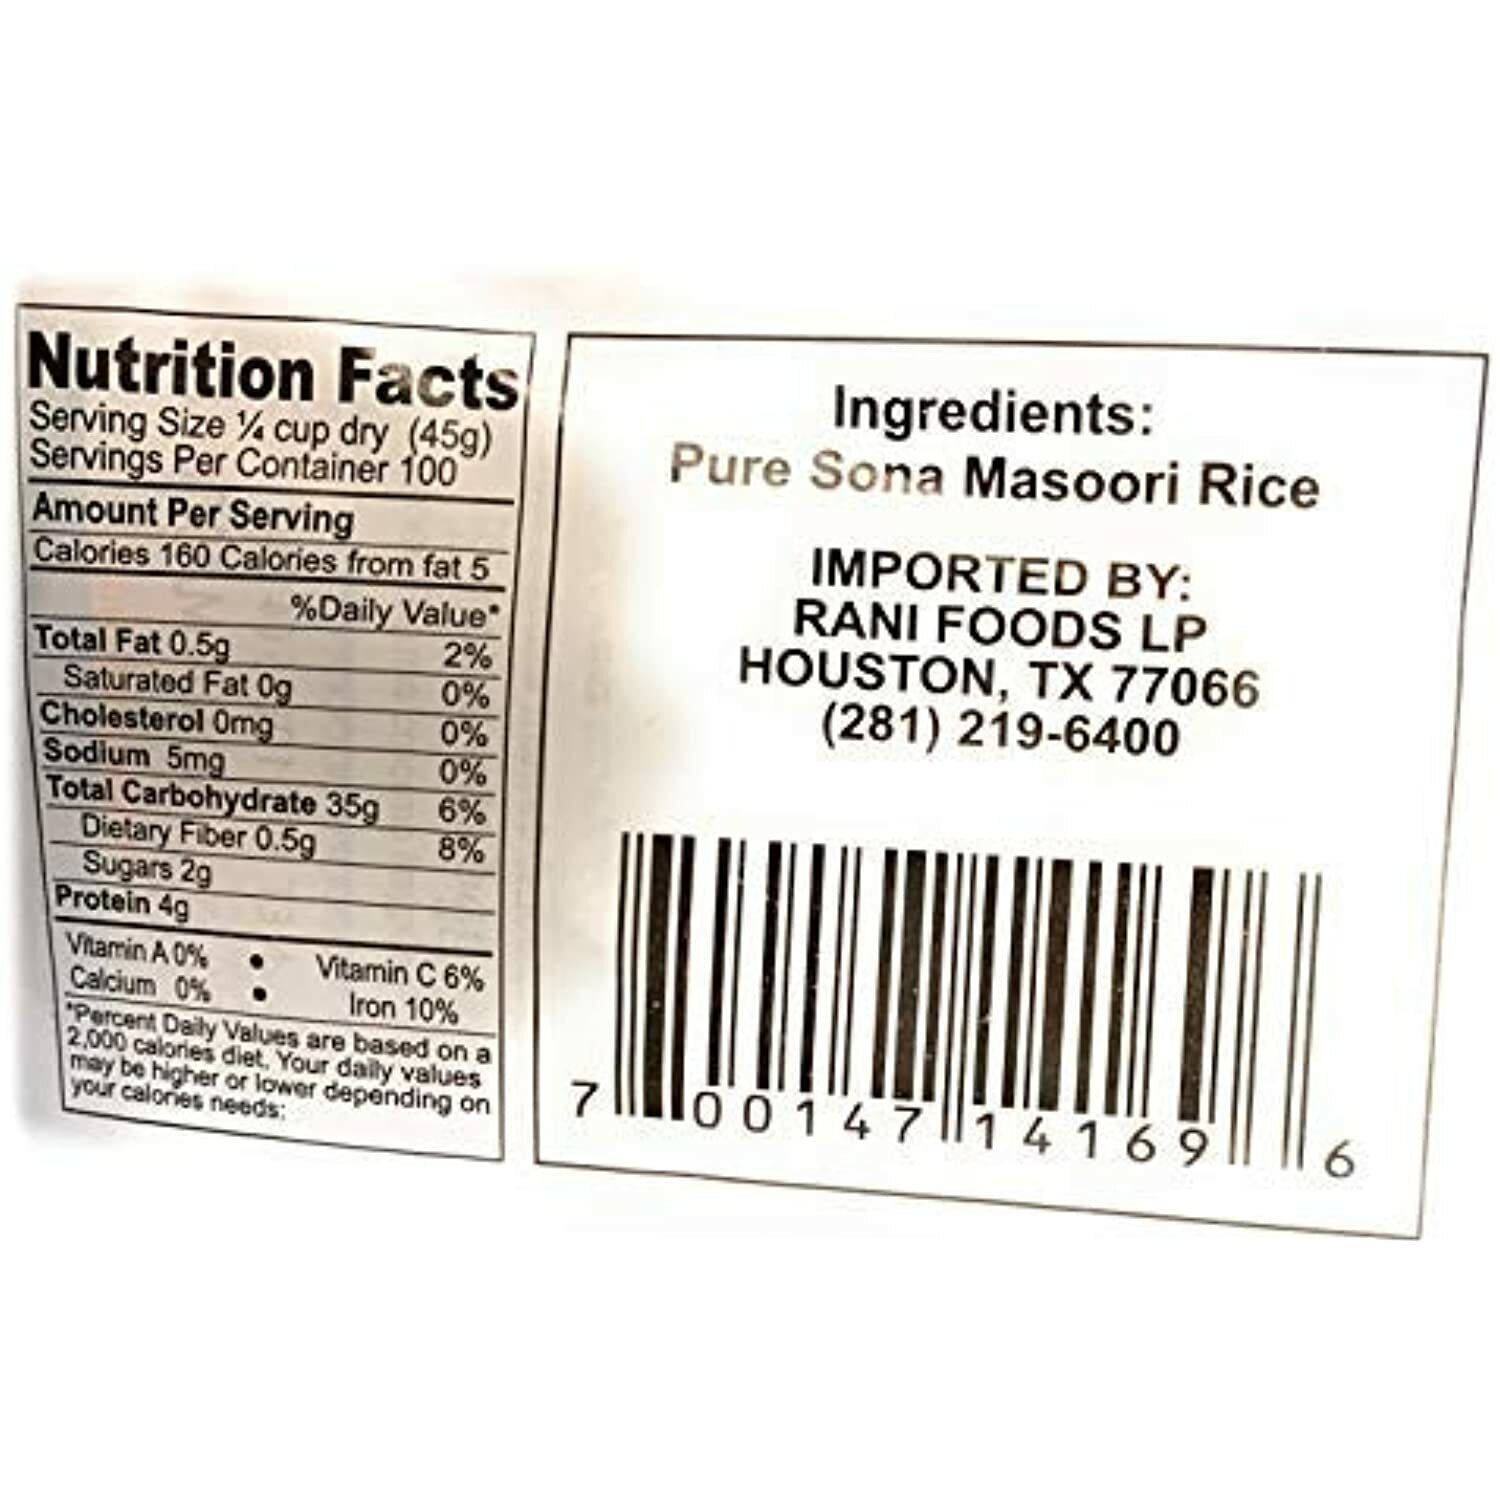 Nutrition Facts
Serving Size ¼ cup dry (45g)
Servings Per Container 100
Amount Per Serving
Calories 160 Calories from fat 5
%Daily Value*
Total Fat 0.5g 2%
Saturated Fat 0g 0%
Cholesterol 0mg 0%
Sodium 5mg 0%
Total Carbohydrate 35g 6%
Dietary Fiber 0.5g 8%
Sugars 2g
Protein 4g
Vitamin A 0% • Vitamin C 6%
Calcium 0% • Iron 10%
*Percent Daily Values are based on a
2,000 calories diet. Your daily values
may be higher or lower depending on
your calories needs:
Ingredients:
Pure Sona Masoori Rice
IMPORTED BY:
RANI FOODS LP
HOUSTON, TX 77066
(281) 219-6400
7 00147 14169 6